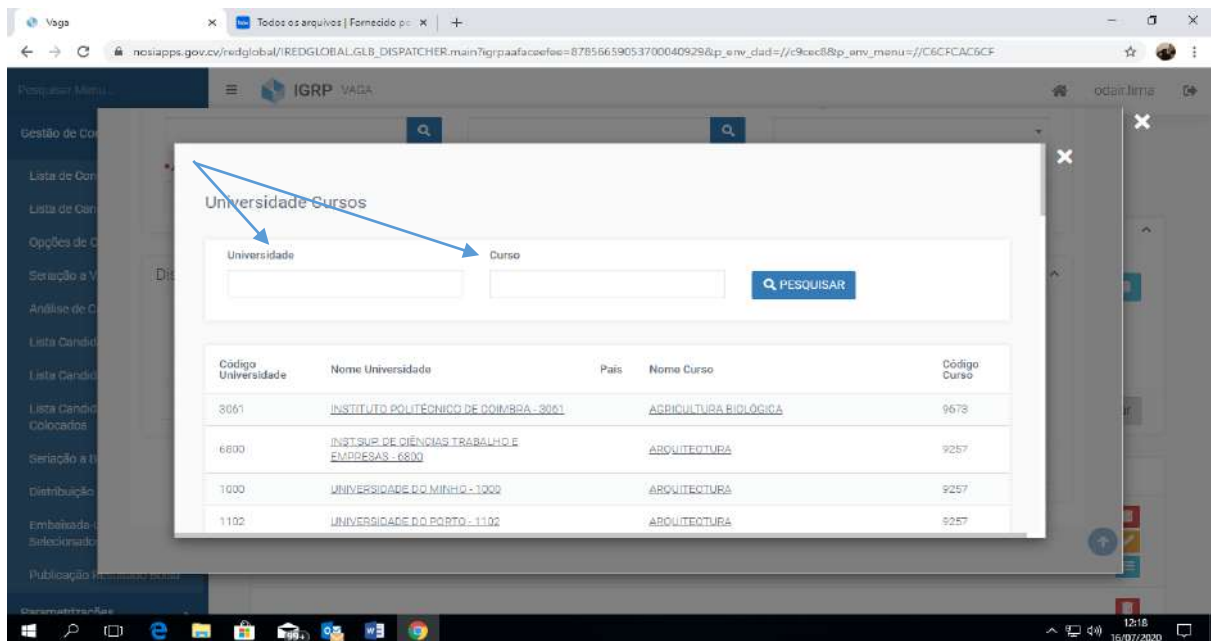 Vaga
Todos os arquivos | Fornecido po
nosiapps.gov.cv/redglobal/IREDGLOBAL.GLB_DISPATCHER.main?igrpaafaceefee=87856659053700040929&p_env_dad=//c9cec8&p_env_menu=//C6CFCAC6CF
Pesquisar Menu...
IGRP VAGA
odair.lima
Gestão de Con
Lista de Con
Lista de Can
Opções de C
Seriação a V
Dis
Análise de C
Lista Candid
Lista Candid
Lista Candid
Colocados
Seriação a B
Distribuição
Embaixada
Selecionado
Publicação Resultado Bolsa
Parametrizações
Universidade Cursos
Universidade
Curso
PESQUISAR
Código Universidade Nome Universidade País Nome Curso Código Curso
3061 INSTITUTO POLITÉCNICO DE COIMBRA - 3061 AGRICULTURA BIOLÓGICA 9673
6800 INST.SUP. DE CIÊNCIAS TRABALHO E EMPRESAS - 6800 ARQUITECTURA 9257
1000 UNIVERSIDADE DO MINHO - 1000 ARQUITECTURA 9257
1102 UNIVERSIDADE DO PORTO - 1102 ARQUITECTURA 9257
99+
12:18
16/07/2020